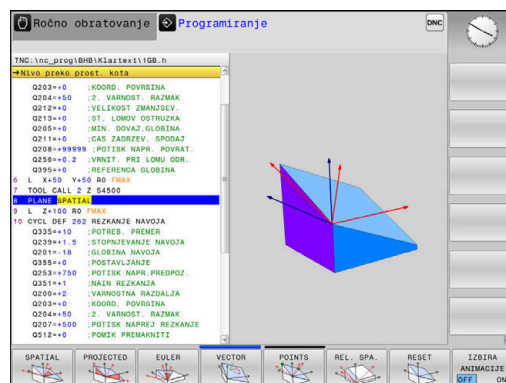 Ročno obratovanje
Programiranje
DNC
TNC:\nc_prog\BHB\Klartext\1GB.h
→Nivo preko prost. kota
Q203=+0 ;KOORD. POVRSINA
Q204=+50 ;2. VARNOST. RAZMAK
Q212=+0 ;VELIKOST ZMANJSEV.
Q213=+0 ;ST. LOMOV OSTRUZKA
Q205=+0 ;MIN. DOVAJ.GLOBINA
Q211=+0 ;CAS ZADRZEV. SPODAJ
Q208=+99999 ;POTISK NAPR. POVRAT.
Q256=+0.2 ;VRNIT. PRI LOMU ODR.
Q395=+0 ;REFERENCA GLOBINA
6 L X+50 Y+50 R0 FMAX
7 TOOL CALL 2 Z S4500
8 PLANE SPATIAL
9 L Z+100 R0 FMAX
10 CYCL DEF 262 REZKANJE NAVOJA
Q335=+10 ;POTREB. PREMER
Q239=+1.5 ;STOPNJEVANJE NAVOJA
Q201=-18 ;GLOBINA NAVOJA
Q355=+0 ;POSTAVLJANJE
Q253=+750 ;POTISK NAPR.PREDPOZ.
Q351=+1 ;NAIN REZKANJA
Q200=+2 ;VARNOSTNA RAZDALJA
Q203=+0 ;KOORD. POVRSINA
Q204=+50 ;2. VARNOST. RAZMAK
Q207=+500 ;POTISK NAPREJ REZKANJE
Q512=+0 ;POMIK PREMAKNITI
SPATIAL
PROJECTED
EULER
VECTOR
POINTS
REL. SPA.
RESET
IZBIRA
ANIMACIJE
OFF ON